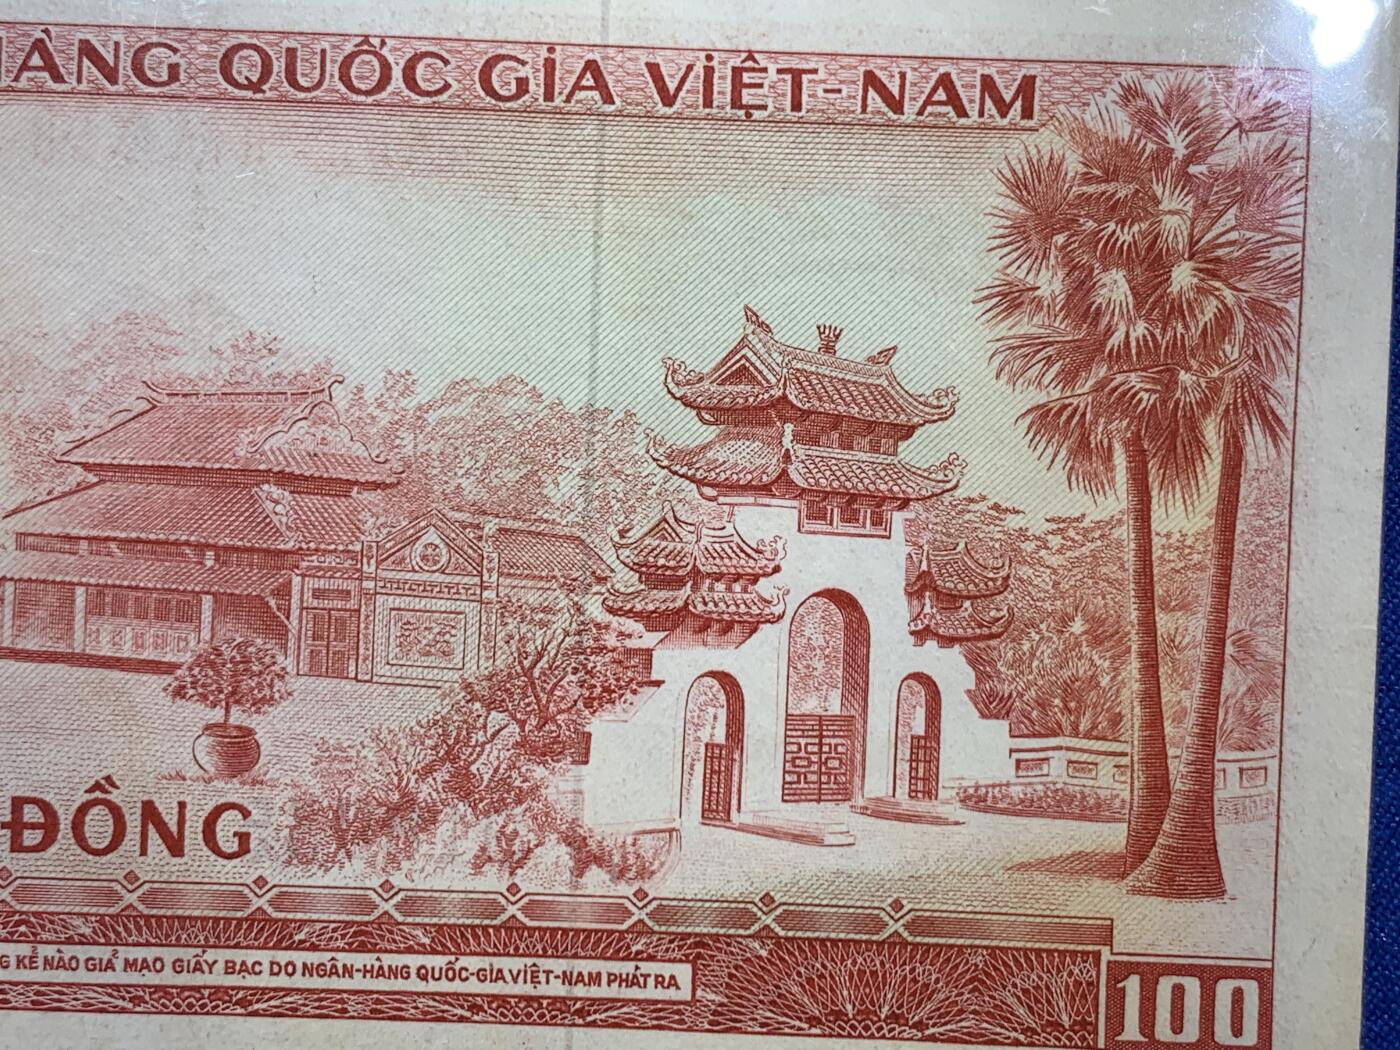 HÀNG QUỐC GIA VIỆT-NAM
ĐỒNG
G KẺ NÀO GIẢ MẠO GIẤY BẠC DO NGÂN-HÀNG QUỐC-GIA VIỆT-NAM PHÁT RA
100